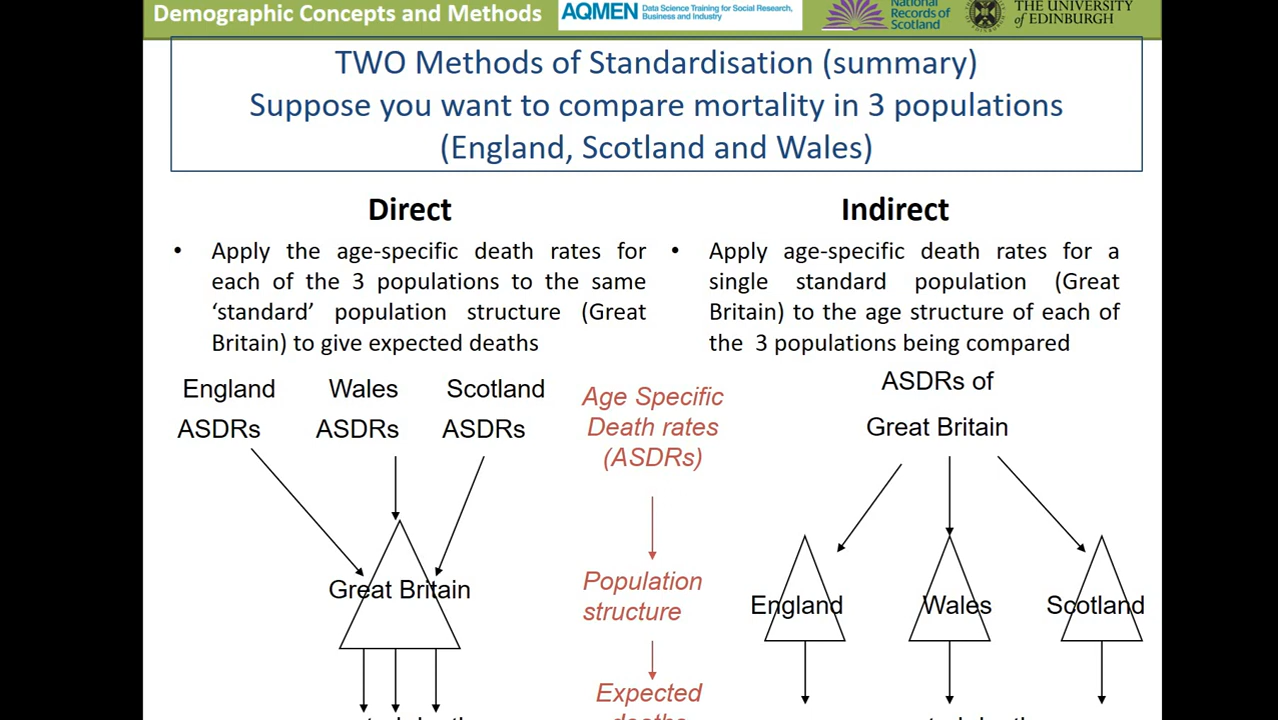 Demographic Concepts and Methods
AQMEN
Data Science Training for Social Research,
Business and Industry
National
Records of
Scotland
THE UNIVERSITY
of EDINBURGH
TWO Methods of Standardisation (summary)
Suppose you want to compare mortality in 3 populations
(England, Scotland and Wales)
Direct
• Apply the age-specific death rates for
each of the 3 populations to the same
‘standard’ population structure (Great
Britain) to give expected deaths
England Wales Scotland
ASDRs ASDRs ASDRs
Great Britain
Age Specific
Death rates
(ASDRs)
Population
structure
Expected
deaths
Indirect
• Apply age-specific death rates for a
single standard population (Great
Britain) to the age structure of each of
the 3 populations being compared
ASDRs of
Great Britain
England Wales Scotland